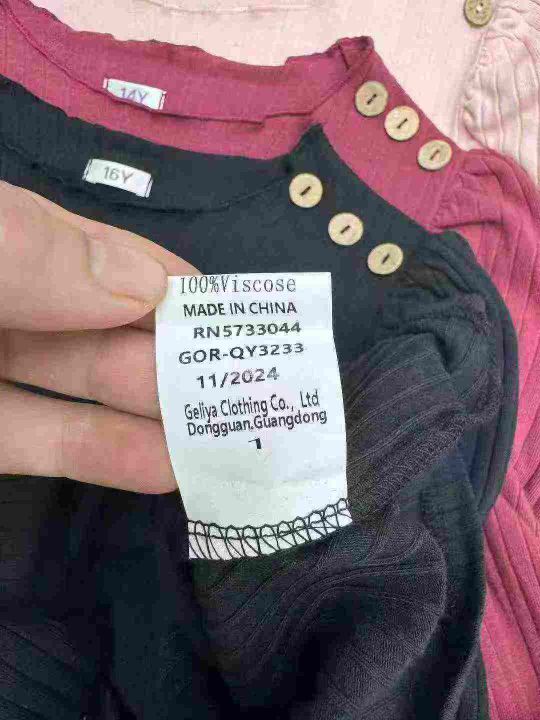 14Y
16Y
100%Viscose
MADE IN CHINA
RN5733044
GOR-QY3233
11/2024
Geliya Clothing Co., Ltd
Dongguan,Guangdong
1